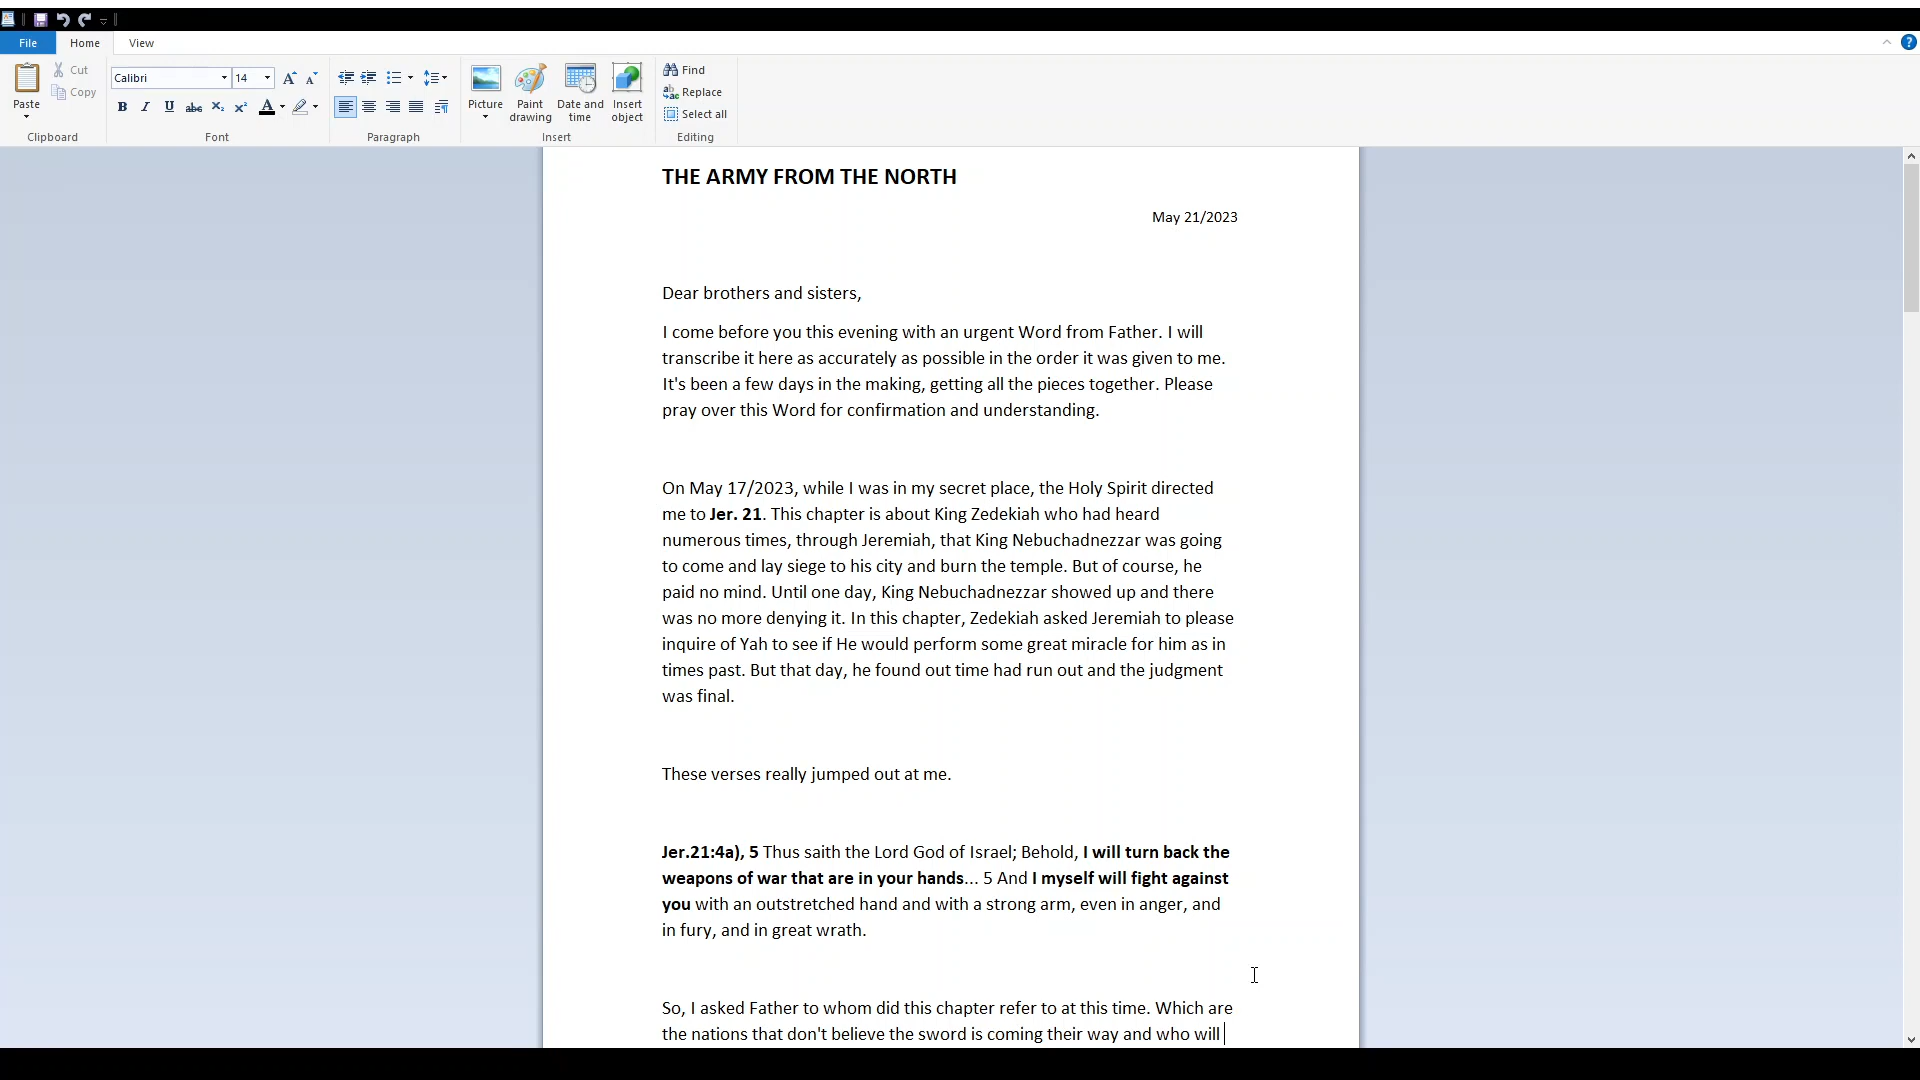 File Home View
Paste
Cut
Copy
Clipboard
Calibri 14
B I U abc X₂ X² A
Font
Paragraph
Picture
Paint drawing
Date and time
Insert object
Insert
Find
Replace
Select all
Editing
THE ARMY FROM THE NORTH
May 21/2023
Dear brothers and sisters,
I come before you this evening with an urgent Word from Father. I will
transcribe it here as accurately as possible in the order it was given to me.
It's been a few days in the making, getting all the pieces together. Please
pray over this Word for confirmation and understanding.
On May 17/2023, while I was in my secret place, the Holy Spirit directed
me to Jer. 21. This chapter is about King Zedekiah who had heard
numerous times, through Jeremiah, that King Nebuchadnezzar was going
to come and lay siege to his city and burn the temple. But of course, he
paid no mind. Until one day, King Nebuchadnezzar showed up and there
was no more denying it. In this chapter, Zedekiah asked Jeremiah to please
inquire of Yah to see if He would perform some great miracle for him as in
times past. But that day, he found out time had run out and the judgment
was final.
These verses really jumped out at me.
Jer.21:4a), 5 Thus saith the Lord God of Israel; Behold, I will turn back the
weapons of war that are in your hands... 5 And I myself will fight against
you with an outstretched hand and with a strong arm, even in anger, and
in fury, and in great wrath.
So, I asked Father to whom did this chapter refer to at this time. Which are
the nations that don't believe the sword is coming their way and who will